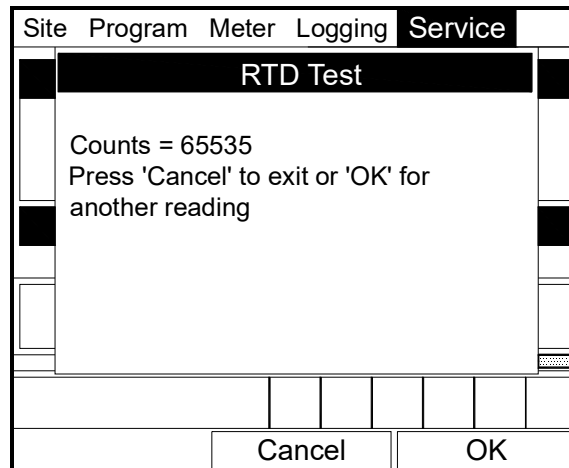 Site Program Meter Logging Service
RTD Test
Counts = 65535
Press 'Cancel' to exit or 'OK' for
another reading
Cancel OK